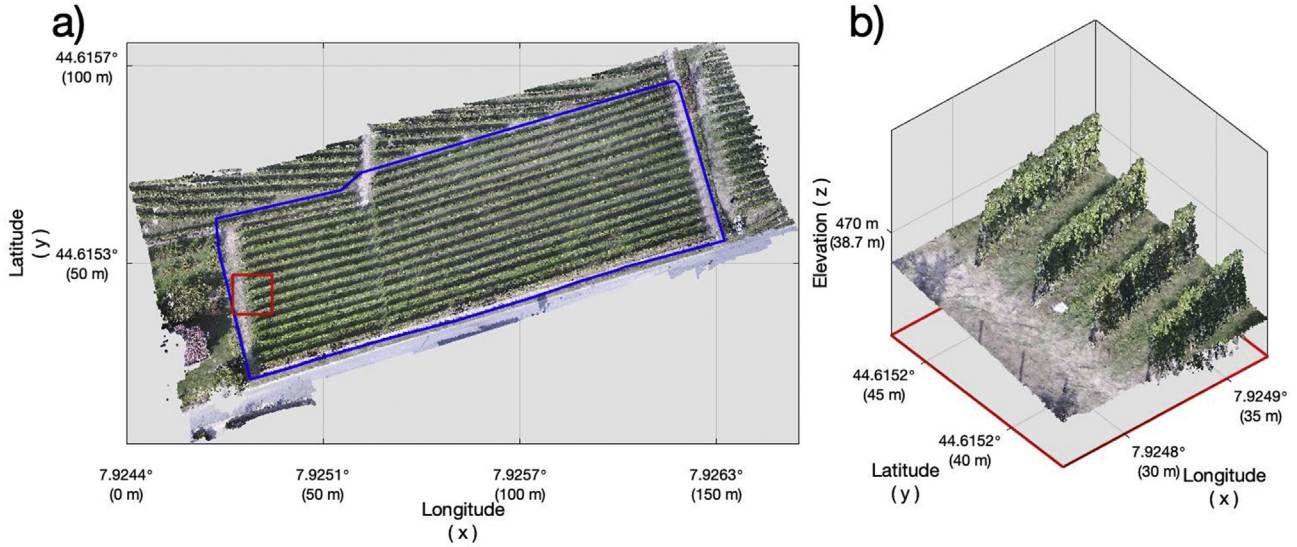 a)
44.6157°
(100 m)
44.6153°
(50 m)
Latitude
( y )
7.9244°
(0 m)
7.9251°
(50 m)
7.9257°
(100 m)
7.9263°
(150 m)
Longitude
( x )
b)
Elevation ( z )
470 m
(38.7 m)
44.6152°
(45 m)
44.6152°
(40 m)
Latitude
( y )
7.9249°
(35 m)
7.9248°
(30 m)
Longitude
( x )